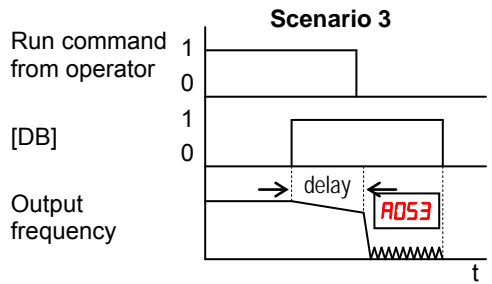 Scenario 3
Run command
from operator
1
0
[DB]
1
0
delay
A053
Output
frequency
t